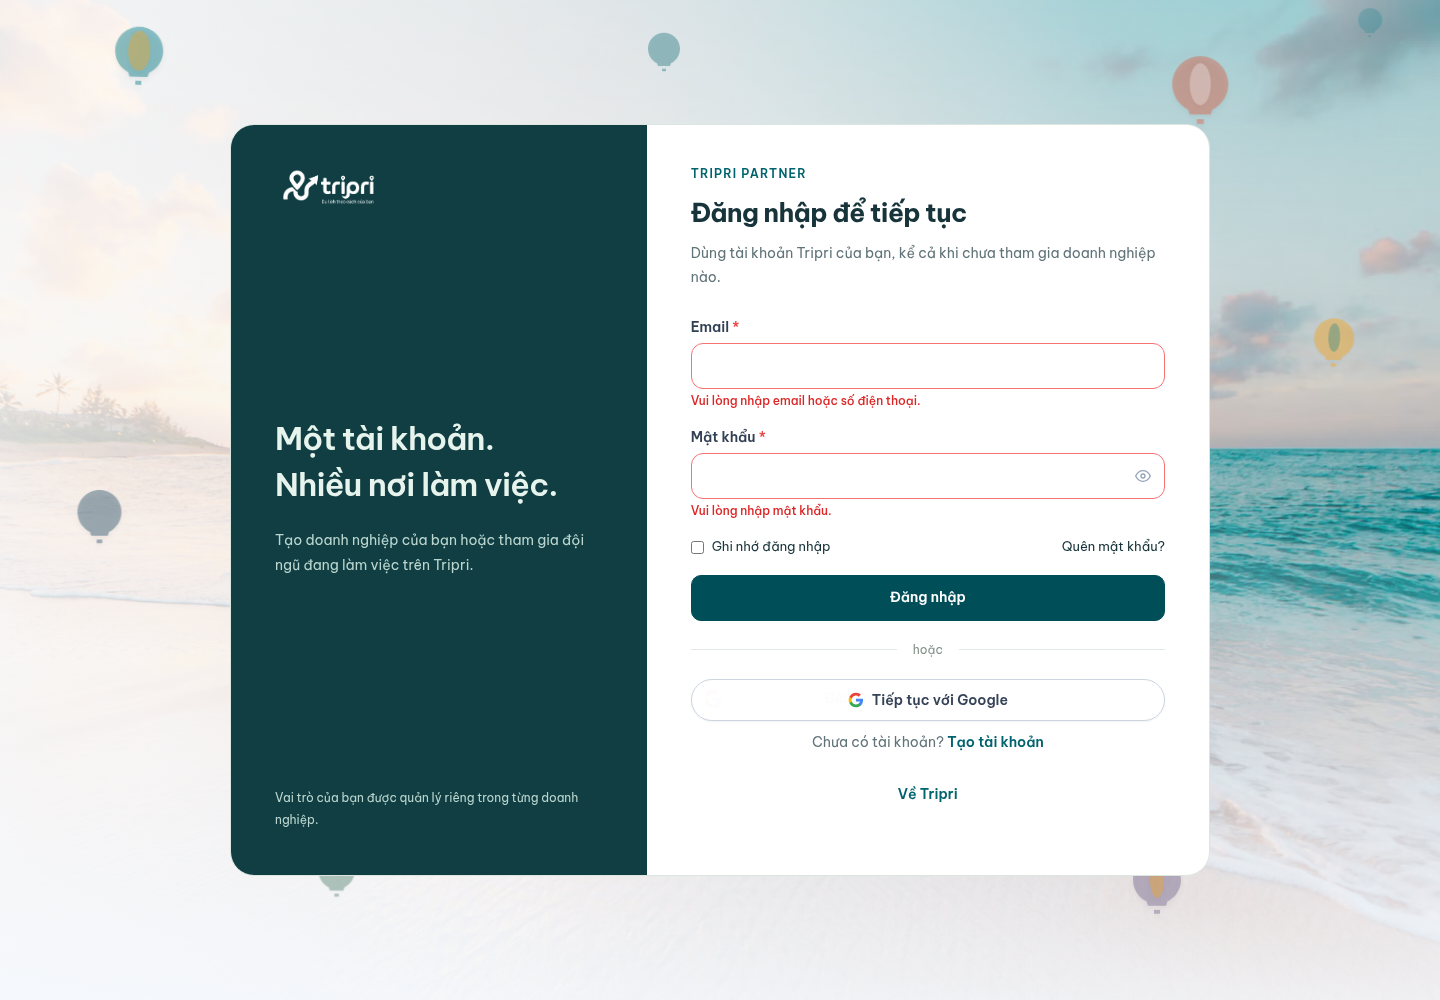 tripri
Một tài khoản.
Nhiều nơi làm việc.
Tạo doanh nghiệp của bạn hoặc tham gia đội
ngũ đang làm việc trên Tripri.
Vai trò của bạn được quản lý riêng trong từng doanh
nghiệp.
TRIPRI PARTNER
Đăng nhập để tiếp tục
Dùng tài khoản Tripri của bạn, kể cả khi chưa tham gia doanh nghiệp
nào.
Email *
Vui lòng nhập email hoặc số điện thoại.
Mật khẩu *
Vui lòng nhập mật khẩu.
Ghi nhớ đăng nhập
Quên mật khẩu?
Đăng nhập
hoặc
Tiếp tục với Google
Chưa có tài khoản? Tạo tài khoản
Về Tripri